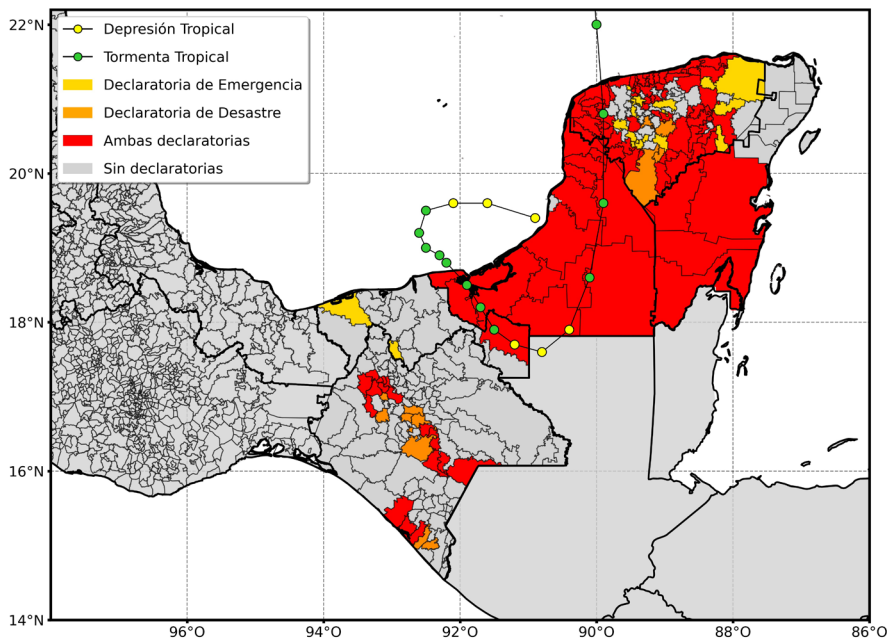 22°N
20°N
18°N
16°N
14°N
Depresión Tropical
Tormenta Tropical
Declaratoria de Emergencia
Declaratoria de Desastre
Ambas declaratorias
Sin declaratorias
96°O
94°O
92°O
90°O
88°O
86°O